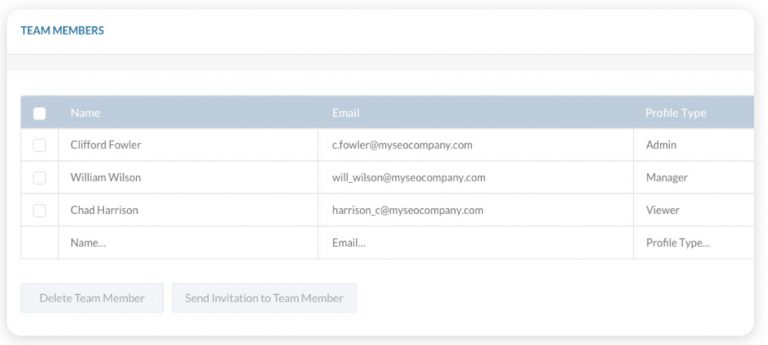 TEAM MEMBERS
Name Email Profile Type
Clifford Fowler c.fowler@myseocompany.com Admin
William Wilson will_wilson@myseocompany.com Manager
Chad Harrison harrison_c@myseocompany.com Viewer
Name... Email... Profile Type...
Delete Team Member Send Invitation to Team Member